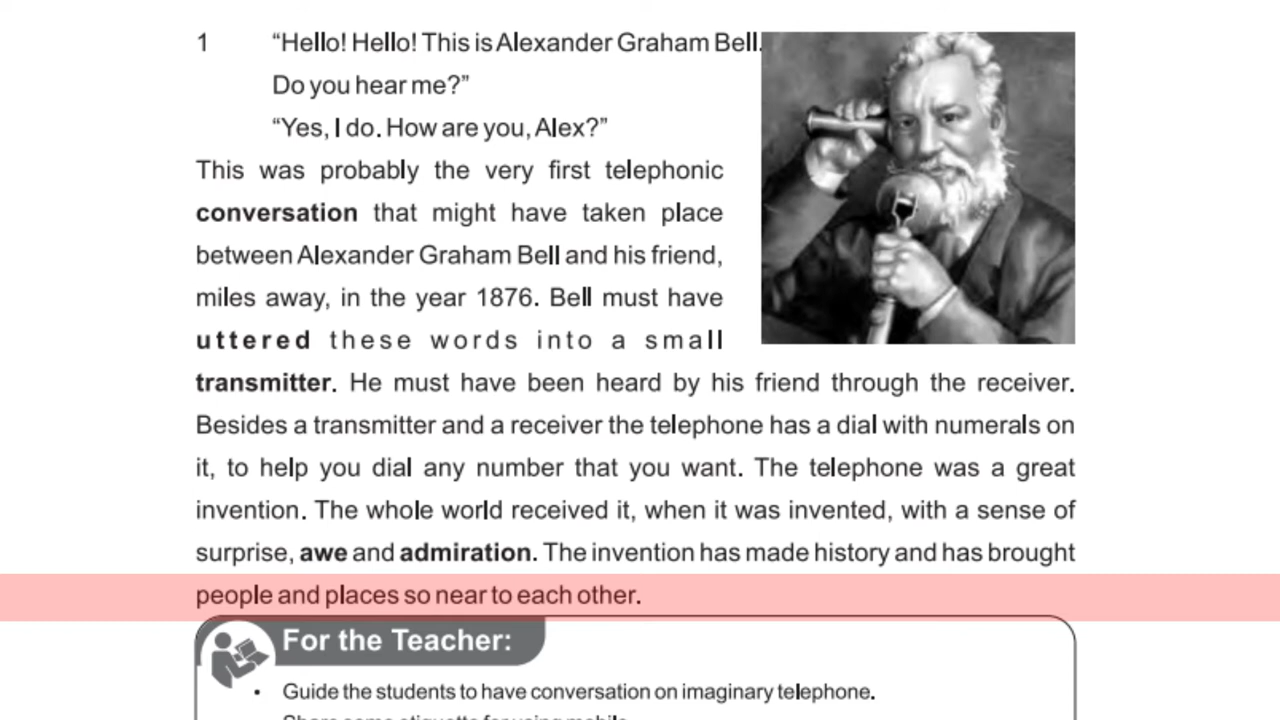 1 “Hello! Hello! This is Alexander Graham Bell.
Do you hear me?”
“Yes, I do. How are you, Alex?”
This was probably the very first telephonic
conversation that might have taken place
between Alexander Graham Bell and his friend,
miles away, in the year 1876. Bell must have
uttered these words into a small
transmitter. He must have been heard by his friend through the receiver.
Besides a transmitter and a receiver the telephone has a dial with numerals on
it, to help you dial any number that you want. The telephone was a great
invention. The whole world received it, when it was invented, with a sense of
surprise, awe and admiration. The invention has made history and has brought
people and places so near to each other.
For the Teacher:
• Guide the students to have conversation on imaginary telephone.
Share some etiquette for using mobile